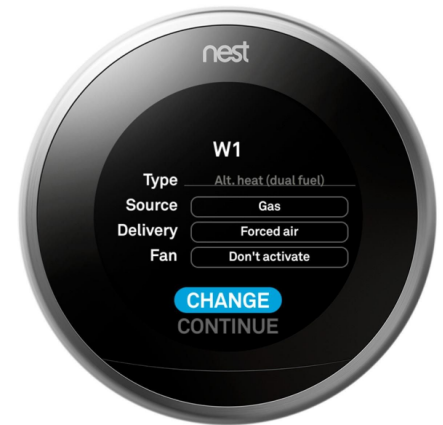 nest
W1
Type Alt. heat (dual fuel)
Source Gas
Delivery Forced air
Fan Don't activate
CHANGE
CONTINUE